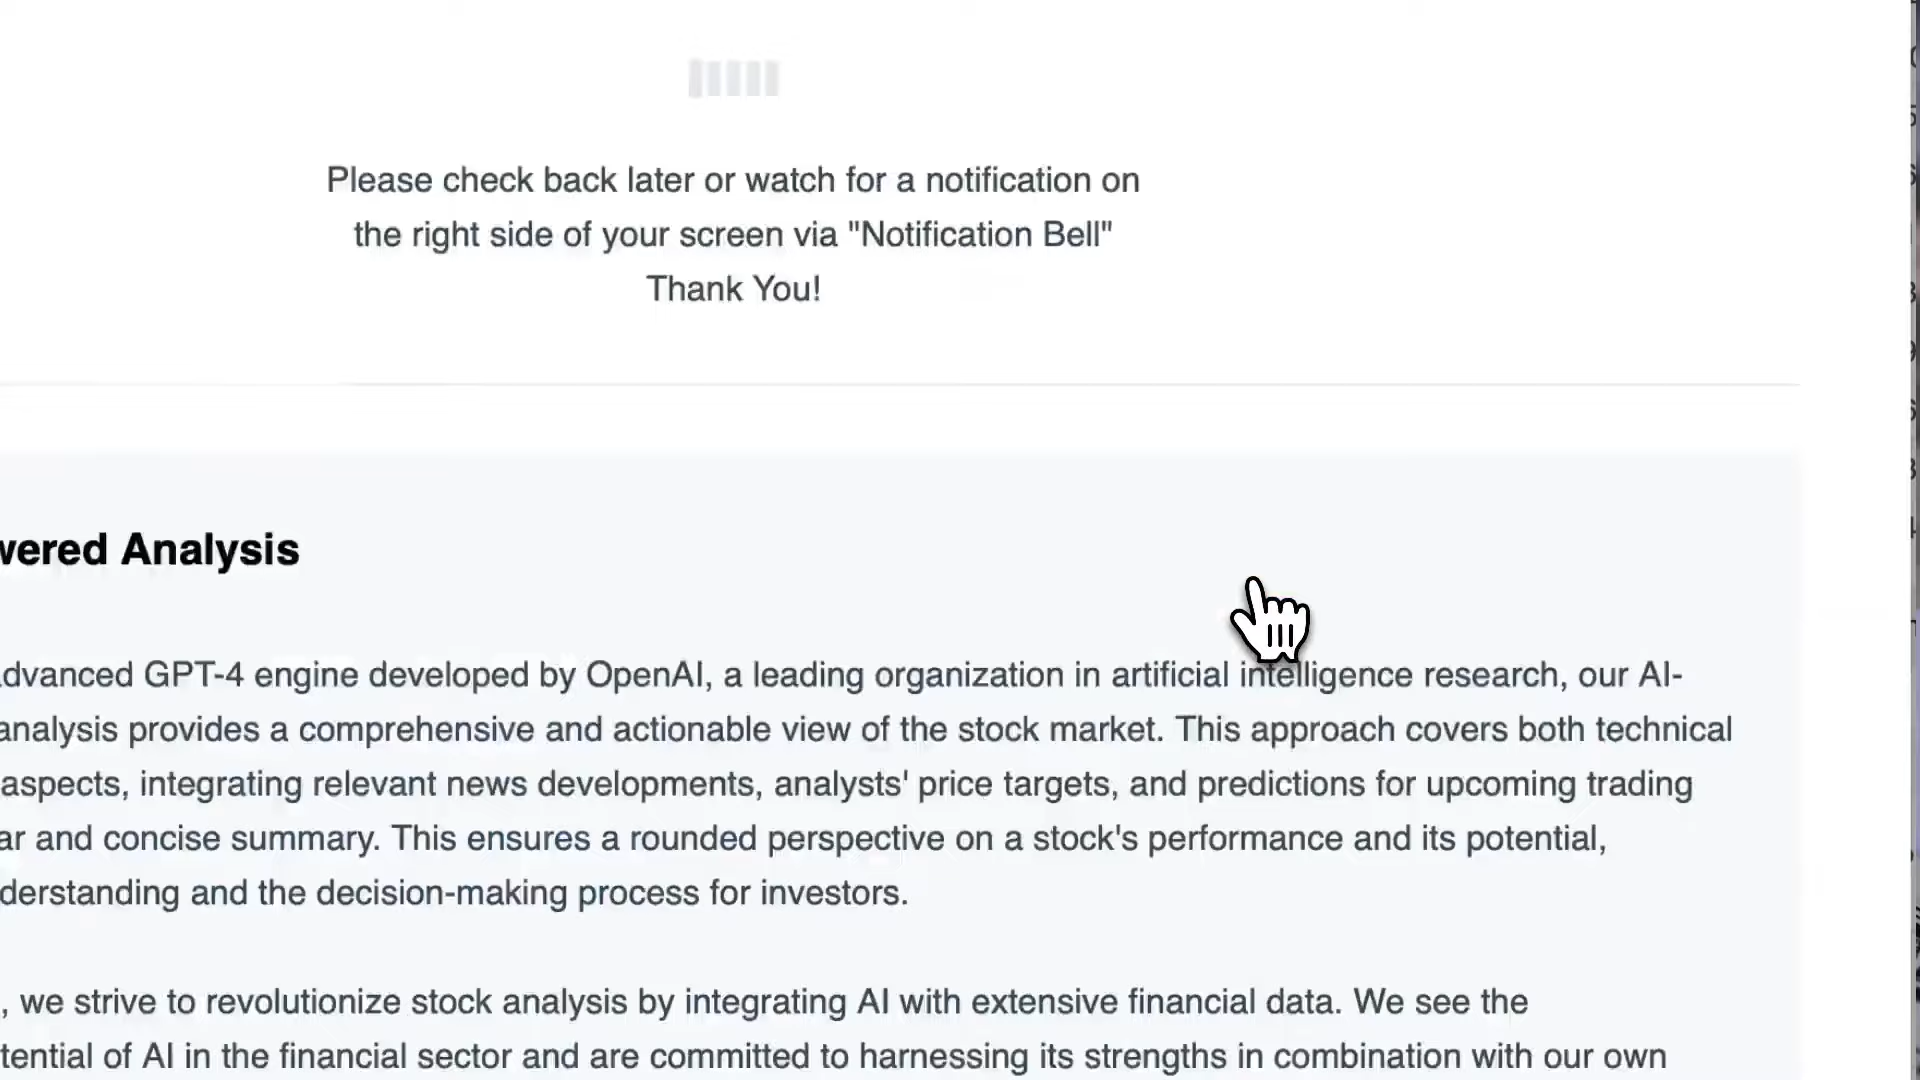 Please check back later or watch for a notification on
the right side of your screen via "Notification Bell"
Thank You!
wered Analysis
dvanced GPT-4 engine developed by OpenAI, a leading organization in artificial intelligence research, our AI-
analysis provides a comprehensive and actionable view of the stock market. This approach covers both technical
aspects, integrating relevant news developments, analysts' price targets, and predictions for upcoming trading
ar and concise summary. This ensures a rounded perspective on a stock's performance and its potential,
derstanding and the decision-making process for investors.
, we strive to revolutionize stock analysis by integrating AI with extensive financial data. We see the
tential of AI in the financial sector and are committed to harnessing its strengths in combination with our own